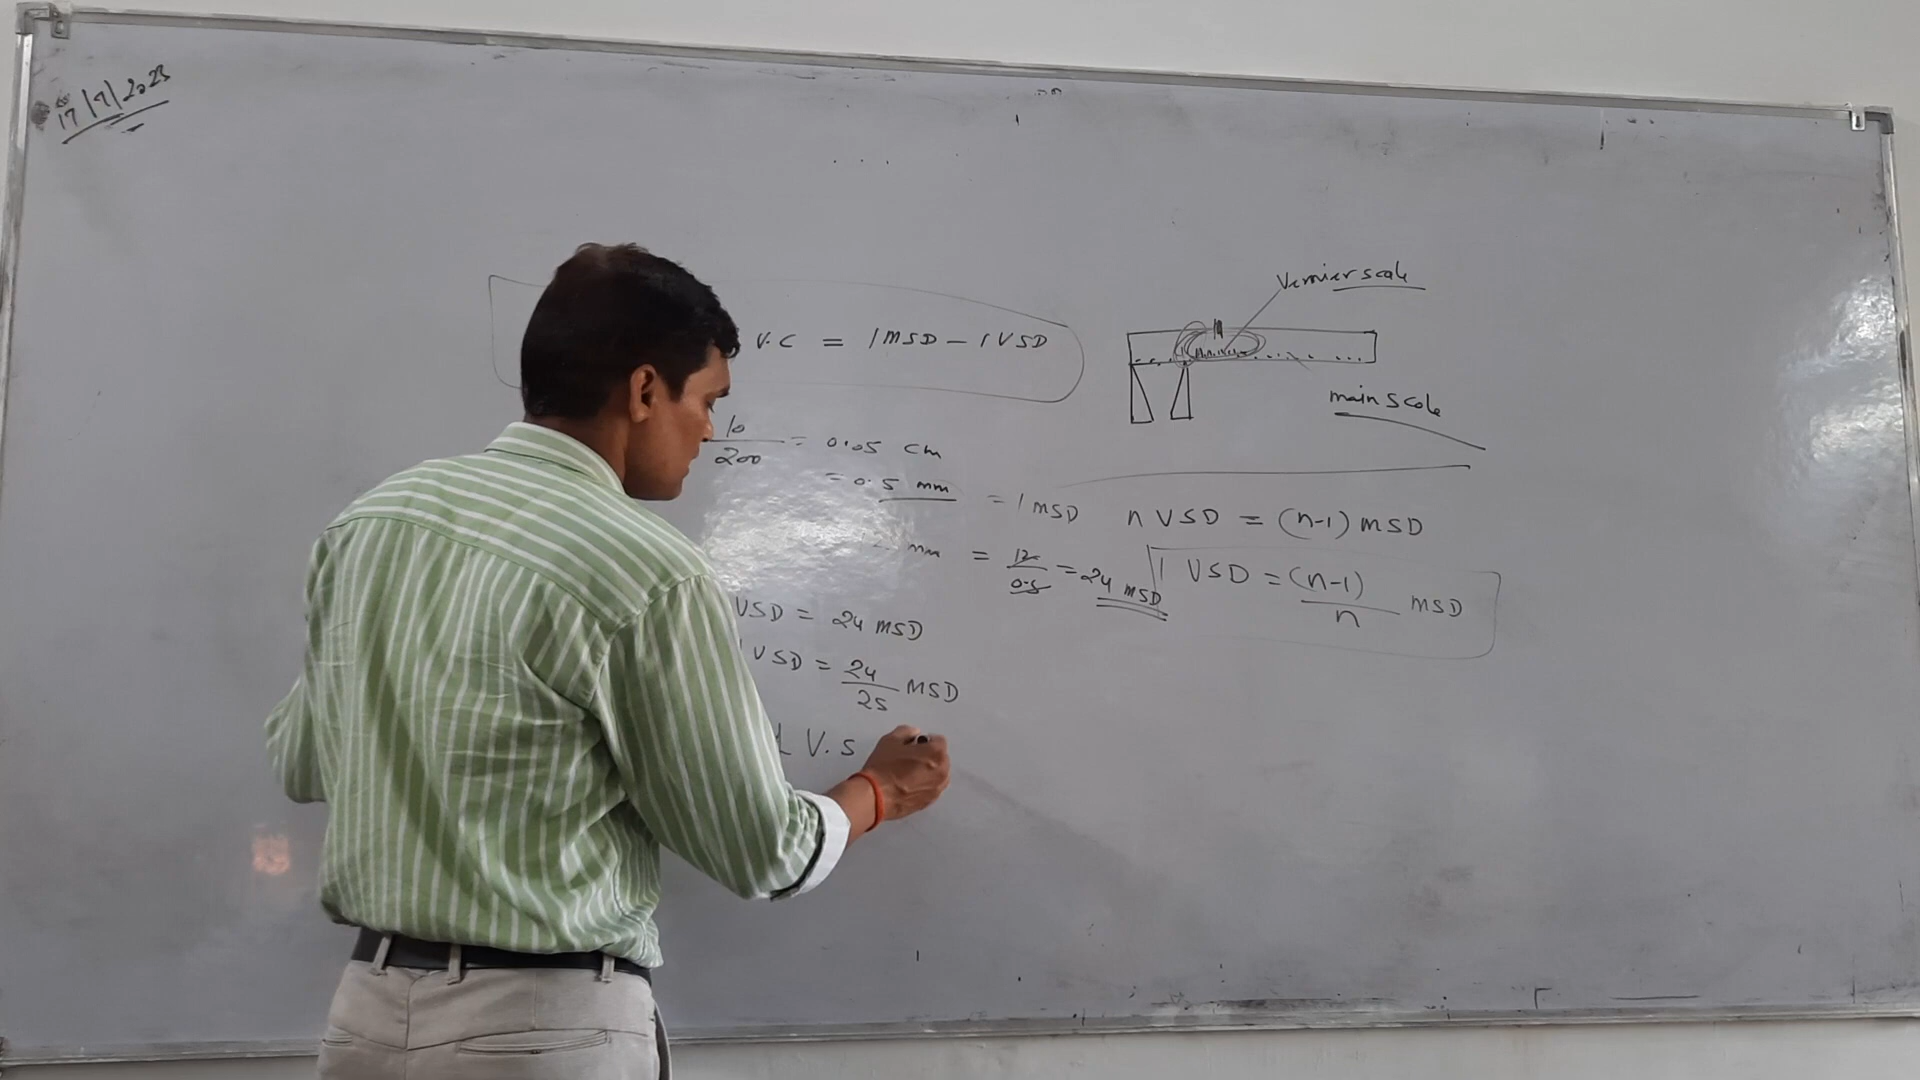 17/7/2023
Vernier scale
V.C = 1MSD - 1VSD
main scale
10/200 = 0.05 cm
= 0.5 mm = 1 MSD
n VSD = (n-1) MSD
mm = 12/0.5 = 24 MSD
1 VSD = (n-1)/n MSD
VSD = 24 MSD
1 VSD = 24/25 MSD
V.S